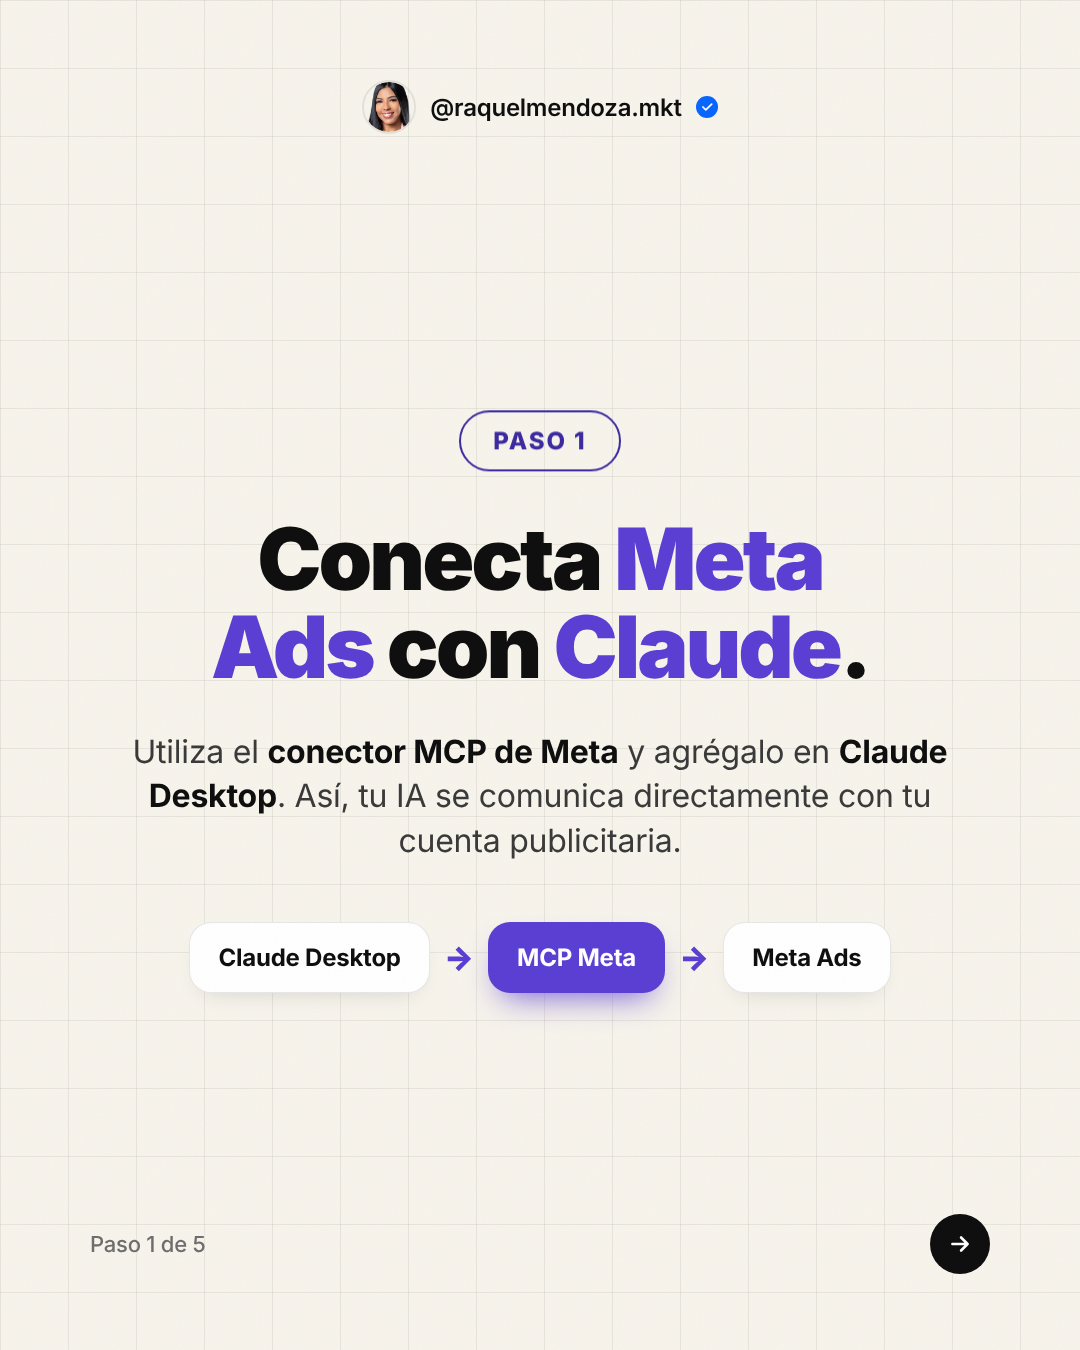 @raquelmendoza.mkt
PASO 1
Conecta Meta
Ads con Claude.
Utiliza el conector MCP de Meta y agrégalo en Claude
Desktop. Así, tu IA se comunica directamente con tu
cuenta publicitaria.
Claude Desktop → MCP Meta → Meta Ads
Paso 1 de 5